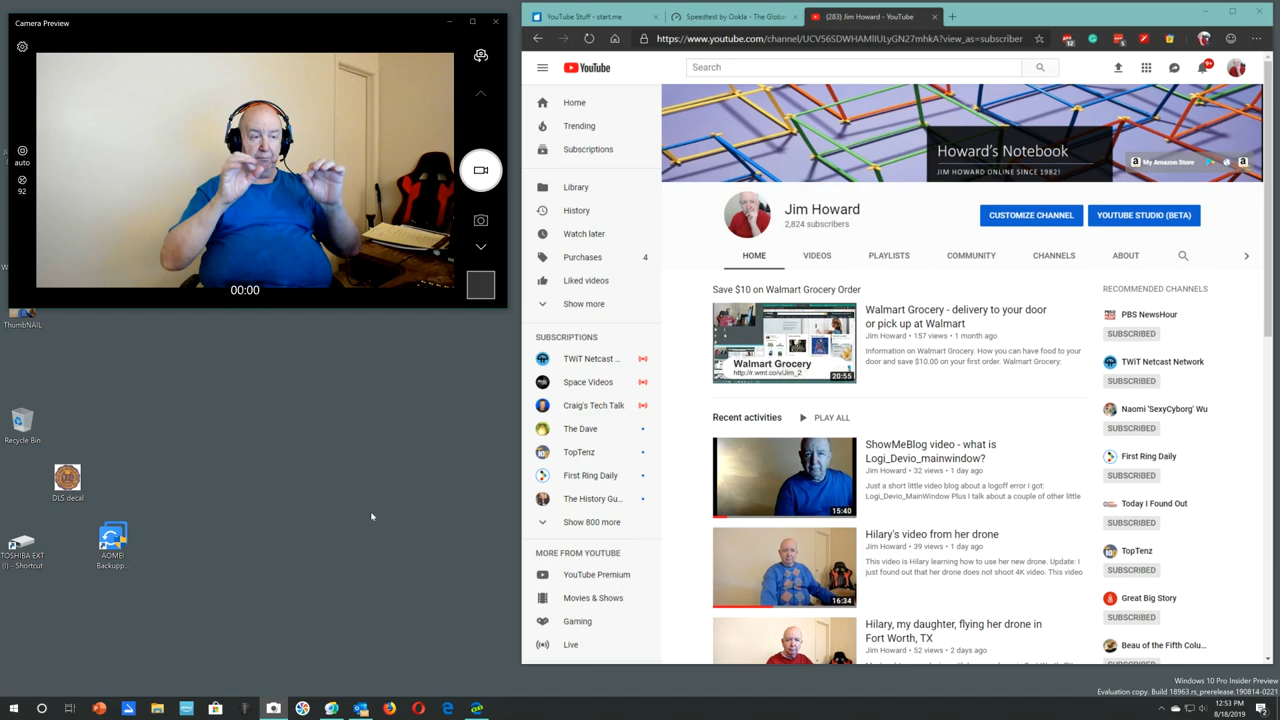 Camera Preview
auto
92
00:00
ThumbNAIL
Recycle Bin
DLS decal
TOSHIBA EXT
(I) - Shortcut
AOMEI
Backupp...
YouTube Stuff - start.me
Speedtest by Ookla - The Globa
(283) Jim Howard - YouTube
https://www.youtube.com/channel/UCV56SDWHAMlIULyGN27mhkA?view_as=subscriber
12
5
YouTube
Search
9+
Home
Trending
Subscriptions
Library
History
Watch later
Purchases 4
Liked videos
Show more
SUBSCRIPTIONS
TWiT Netcast ...
Space Videos
Craig's Tech Talk
The Dave
TopTenz
First Ring Daily
The History Gu...
Show 800 more
MORE FROM YOUTUBE
YouTube Premium
Movies & Shows
Gaming
Live
Howard's Notebook
JIM HOWARD ONLINE SINCE 1982!
My Amazon Store
Jim Howard
2,824 subscribers
CUSTOMIZE CHANNEL
YOUTUBE STUDIO (BETA)
HOME VIDEOS PLAYLISTS COMMUNITY CHANNELS ABOUT
Save $10 on Walmart Grocery Order
Walmart Grocery
http://r.wmt.co/v/Jim_2
20:55
Walmart Grocery - delivery to your door
or pick up at Walmart
Jim Howard • 157 views • 1 month ago
Information on Walmart Grocery. How you can have food to your
door and save $10.00 on your first order. Walmart Grocery:
Recent activities PLAY ALL
15:40
ShowMeBlog video - what is
Logi_Devio_mainwindow?
Jim Howard • 32 views • 1 day ago
Just a short little video blog about a logoff error i got:
Logi_Devio_MainWindow Plus I talk about a couple of other little
16:34
Hilary's video from her drone
Jim Howard • 39 views • 1 day ago
This video is Hilary learning how to use her new drone. Update: I
just found out that her drone does not shoot 4K video. This video
Hilary, my daughter, flying her drone in
Fort Worth, TX
Jim Howard • 52 views • 2 days ago
RECOMMENDED CHANNELS
PBS NewsHour
SUBSCRIBED
TWiT Netcast Network
SUBSCRIBED
Naomi 'SexyCyborg' Wu
SUBSCRIBED
First Ring Daily
SUBSCRIBED
Today I Found Out
SUBSCRIBED
TopTenz
SUBSCRIBED
Great Big Story
SUBSCRIBED
Beau of the Fifth Colu...
Windows 10 Pro Insider Preview
Evaluation copy. Build 18963.rs_prerelease.190814-0221
12:53 PM
8/18/2019
2